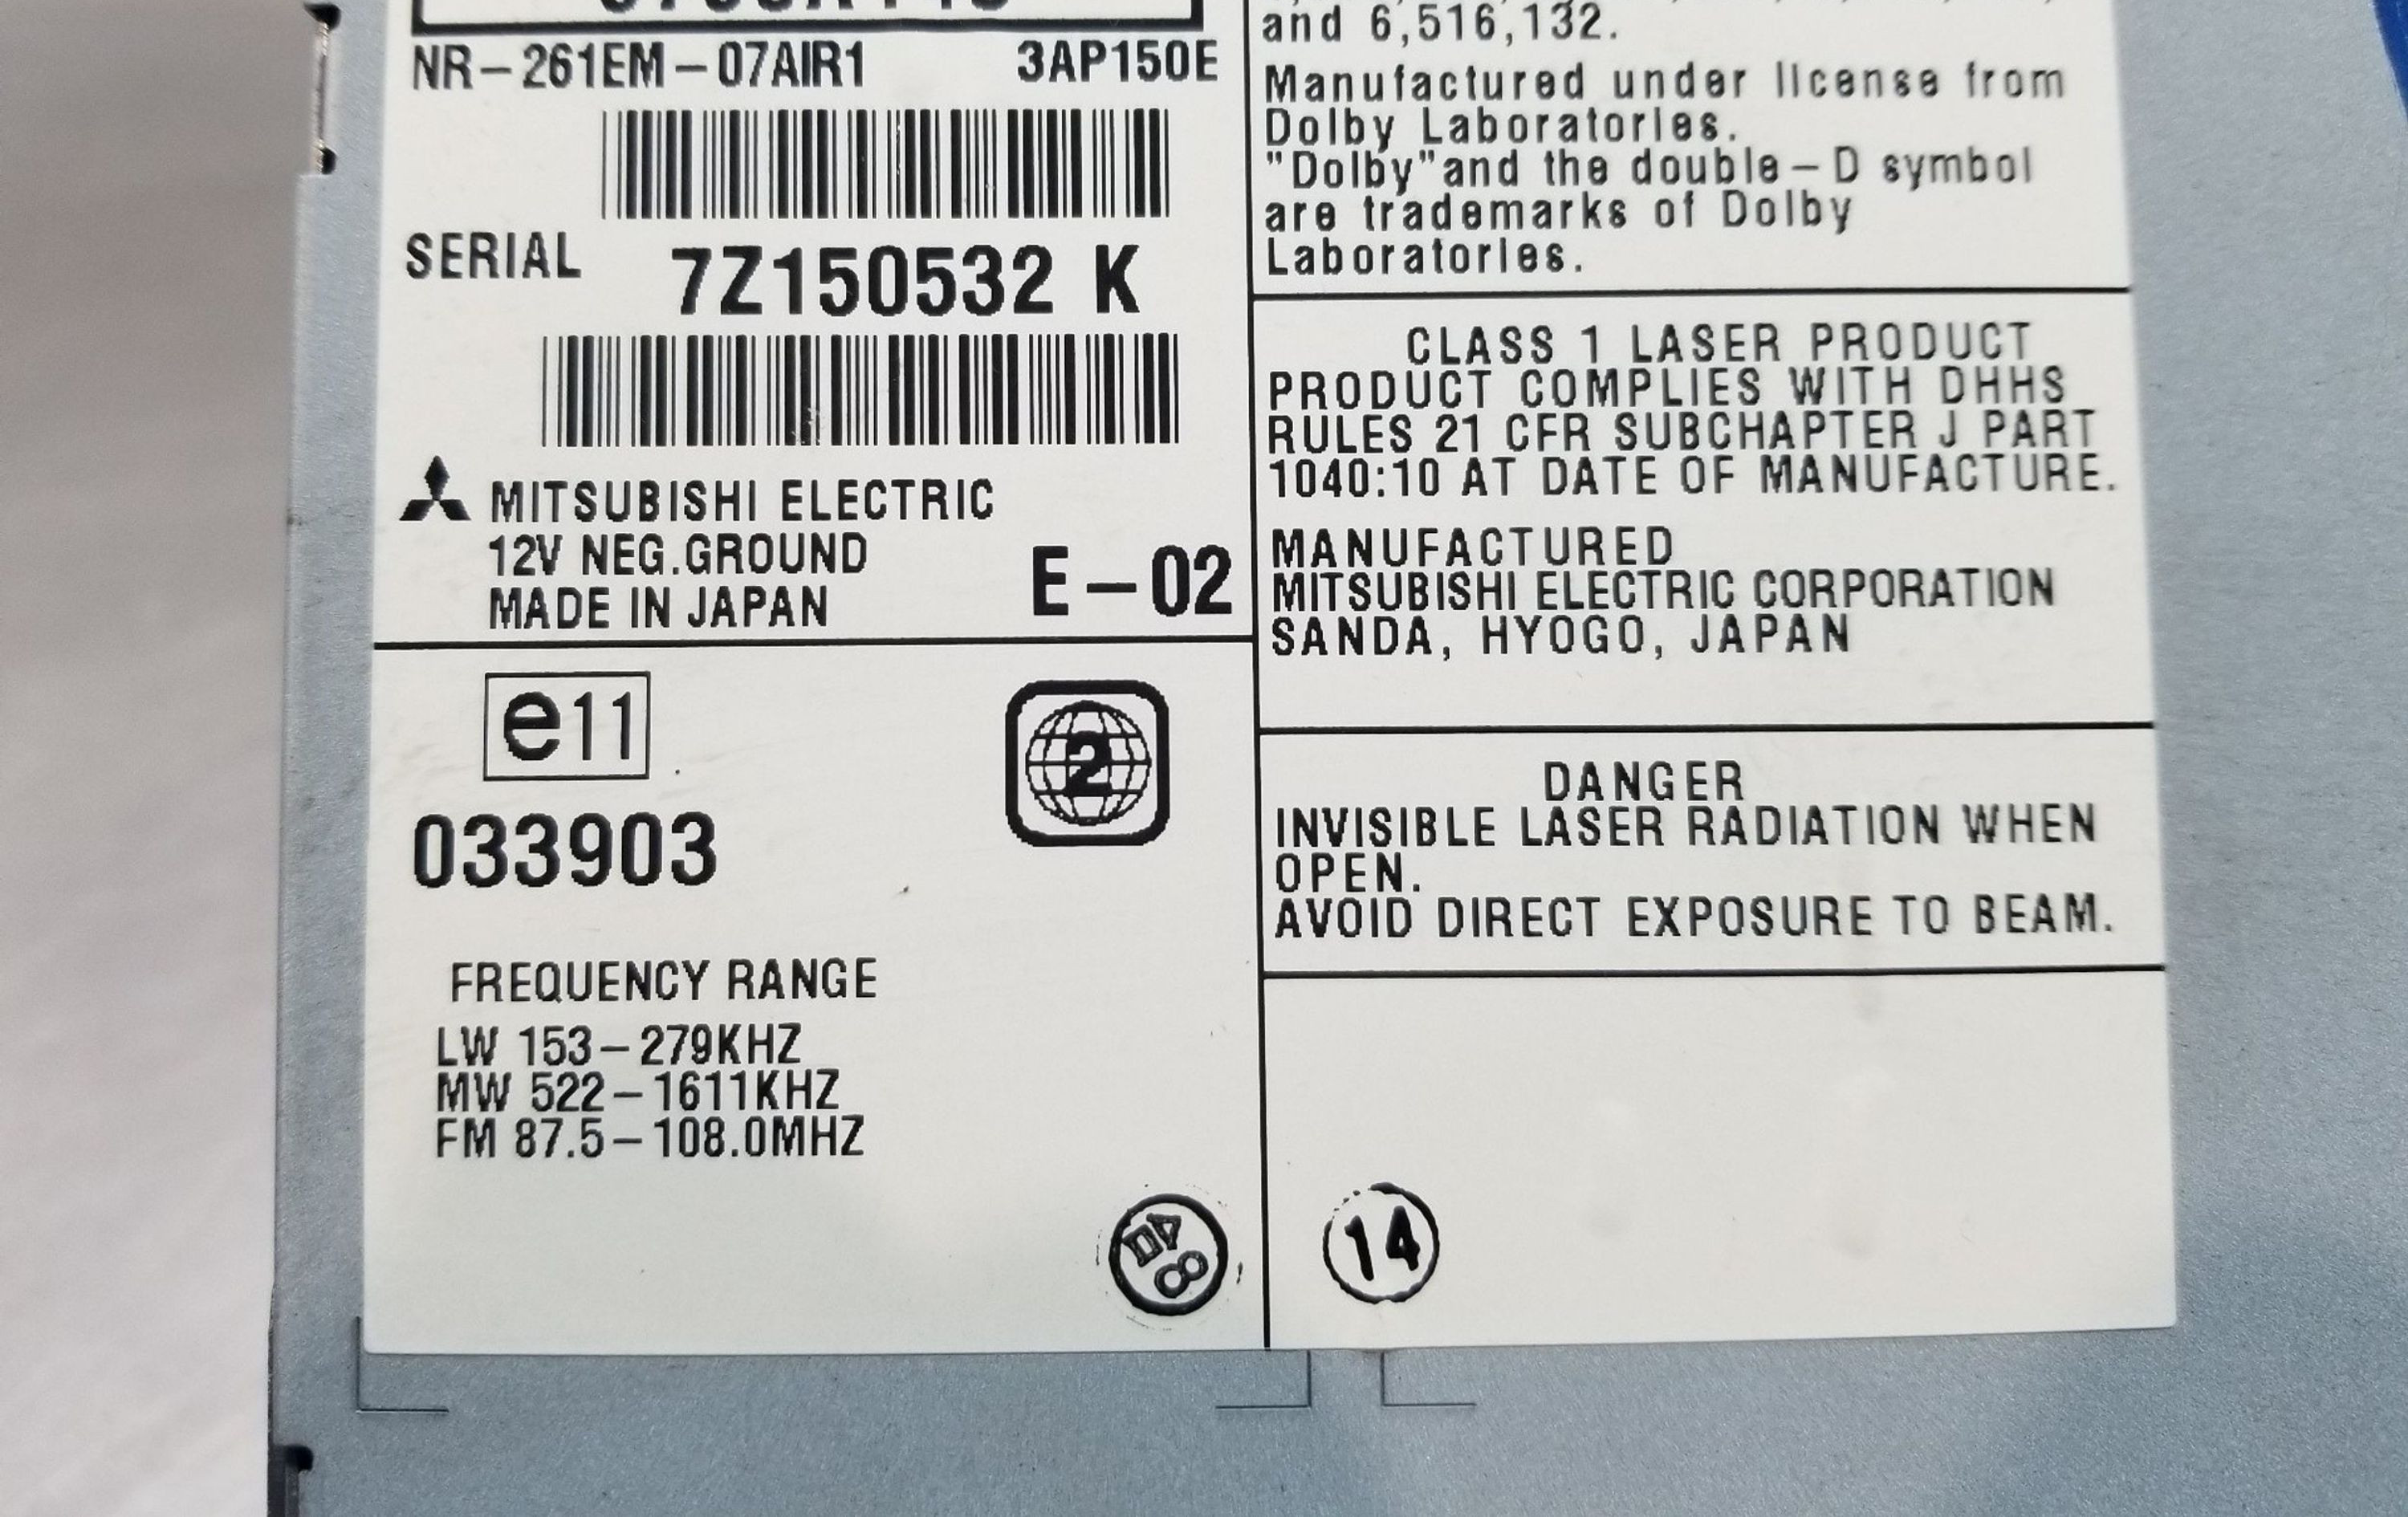 NR-261EM-07AIR1 3AP150E
SERIAL 7Z150532 K
MITSUBISHI ELECTRIC
12V NEG.GROUND
MADE IN JAPAN
E-02
e11
2
033903
FREQUENCY RANGE
LW 153-279KHZ
MW 522-1611KHZ
FM 87.5-108.0MHZ
and 6,516,132.
Manufactured under license from
Dolby Laboratories.
"Dolby"and the double-D symbol
are trademarks of Dolby
Laboratories.
CLASS 1 LASER PRODUCT
PRODUCT COMPLIES WITH DHHS
RULES 21 CFR SUBCHAPTER J PART
1040:10 AT DATE OF MANUFACTURE.
MANUFACTURED
MITSUBISHI ELECTRIC CORPORATION
SANDA, HYOGO, JAPAN
DANGER
INVISIBLE LASER RADIATION WHEN
OPEN.
AVOID DIRECT EXPOSURE TO BEAM.
14